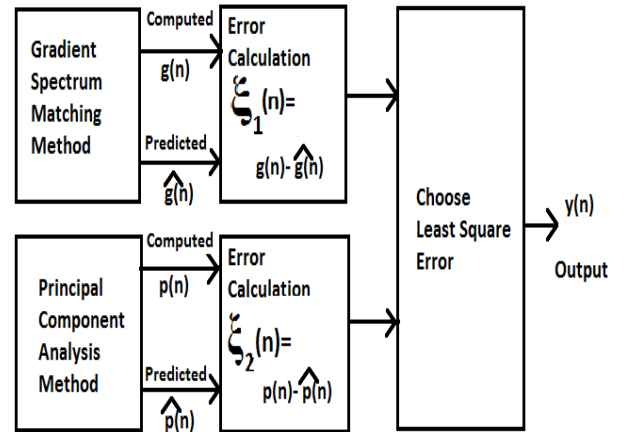 Gradient
Spectrum
Matching
Method
Computed
g(n)
Predicted
ĝ(n)
Error
Calculation
ξ₁(n)=
g(n)- ĝ(n)
Principal
Component
Analysis
Method
Computed
p(n)
Predicted
p̂(n)
Error
Calculation
ξ₂(n)=
p(n)- p̂(n)
Choose
Least Square
Error
y(n)
Output